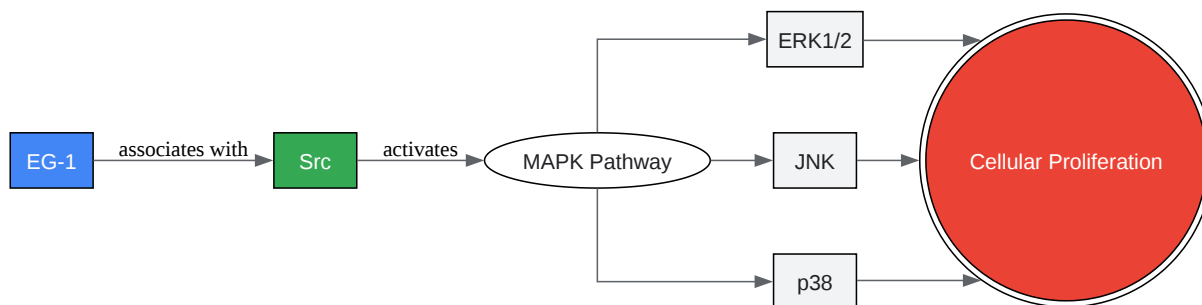 ERK1/2
EG-1
associates with
Src
activates
MAPK Pathway
JNK
Cellular Proliferation
p38